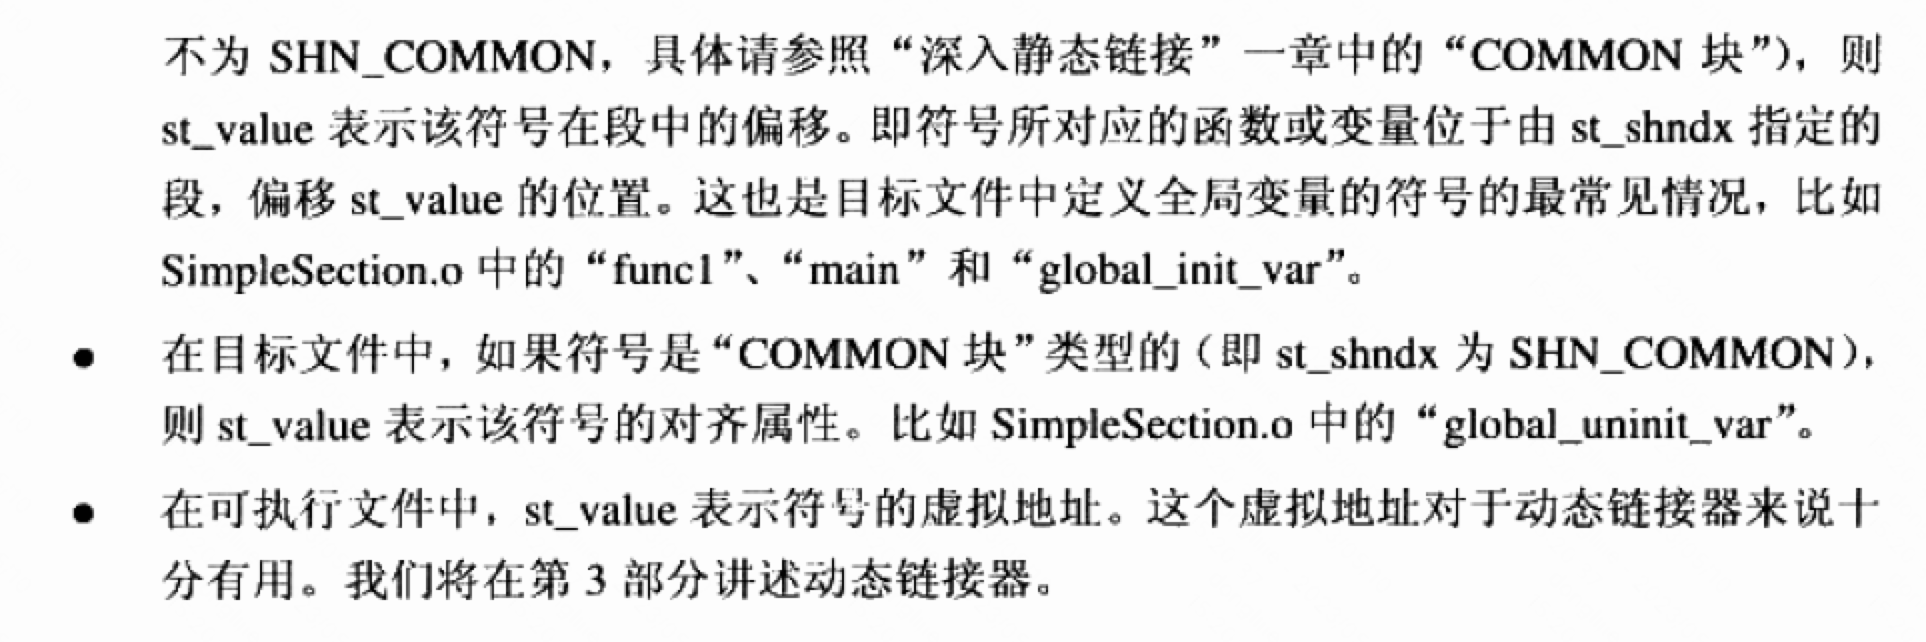 不为 SHN_COMMON，具体请参照“深入静态链接”一章中的“COMMON 块”），则
st_value 表示该符号在段中的偏移。即符号所对应的函数或变量位于由 st_shndx 指定的
段，偏移 st_value 的位置。这也是目标文件中定义全局变量的符号的最常见情况，比如
SimpleSection.o 中的“func1”、“main”和“global_init_var”。
● 在目标文件中，如果符号是“COMMON 块”类型的（即 st_shndx 为 SHN_COMMON），
则 st_value 表示该符号的对齐属性。比如 SimpleSection.o 中的“global_uninit_var”。
● 在可执行文件中，st_value 表示符号的虚拟地址。这个虚拟地址对于动态链接器来说十
分有用。我们将在第 3 部分讲述动态链接器。